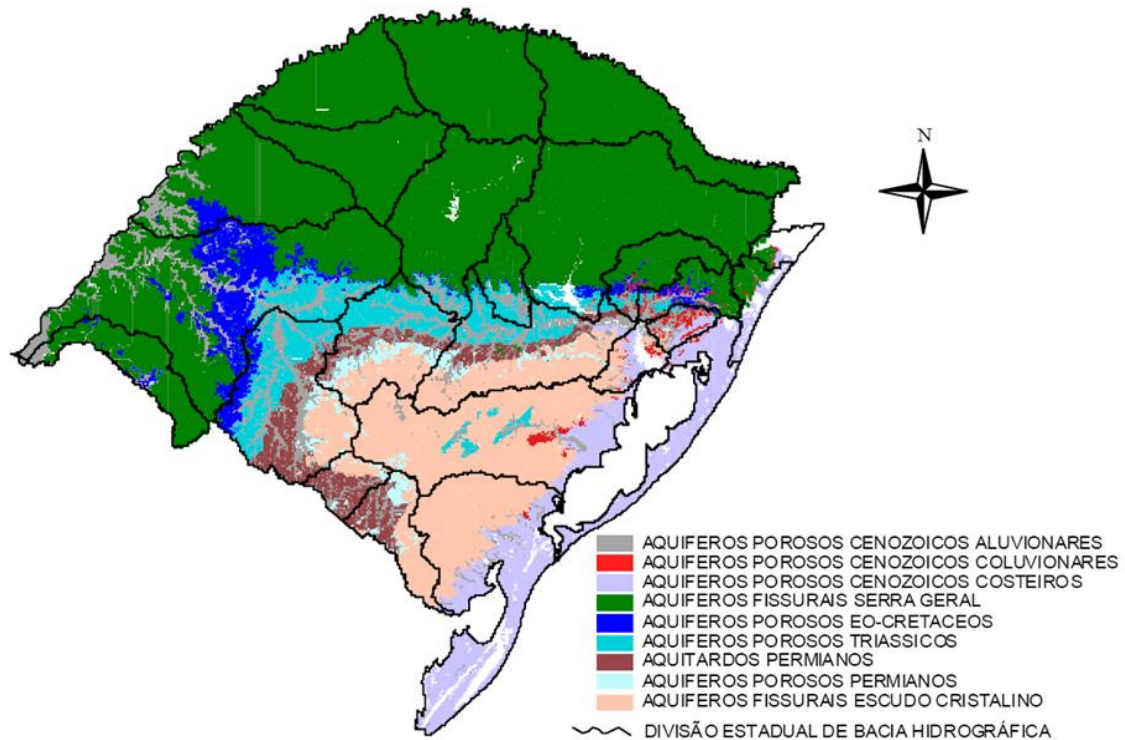 N
AQUIFEROS POROSOS CENOZOICOS ALUVIONARES
AQUIFEROS POROSOS CENOZOICOS COLUVIONARES
AQUIFEROS POROSOS CENOZOICOS COSTEIROS
AQUIFEROS FISSURAIS SERRA GERAL
AQUIFEROS POROSOS EO-CRETACEOS
AQUIFEROS POROSOS TRIASSICOS
AQUITARDOS PERMIANOS
AQUIFEROS POROSOS PERMIANOS
AQUIFEROS FISSURAIS ESCUDO CRISTALINO
DIVISÃO ESTADUAL DE BACIA HIDROGRÁFICA